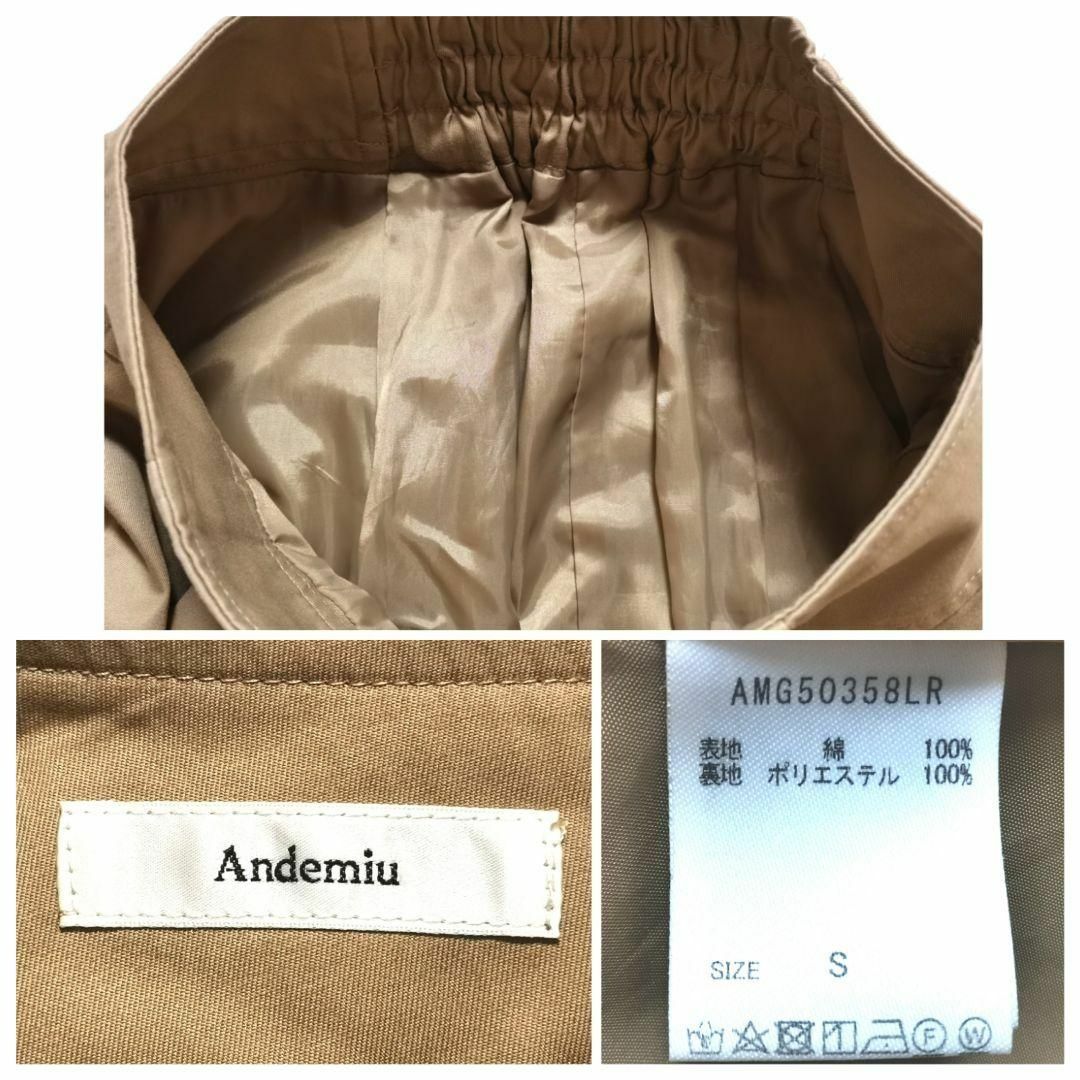 Andemiu
AMG50358LR
表地 綿 100%
裏地 ポリエステル 100%
SIZE S
F W